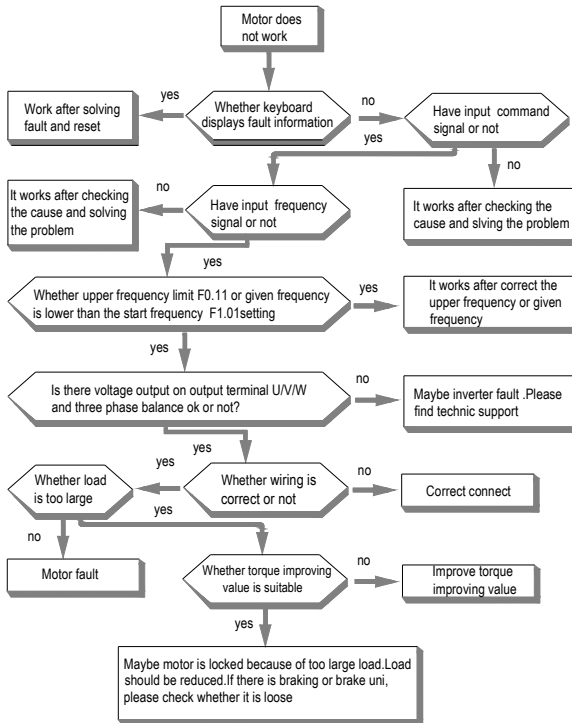 Motor does
not work
yes
Work after solving
fault and reset
Whether keyboard
displays fault information
no
Have input command
signal or not
yes
no
It works after checking
the cause and solving
the problem
no
Have input frequency
signal or not
It works after checking the
cause and slving the problem
yes
Whether upper frequency limit F0.11 or given frequency
is lower than the start frequency F1.01setting
yes
It works after correct the
upper frequency or given
frequency
yes
Is there voltage output on output terminal U/V/W
and three phase balance ok or not?
no
Maybe inverter fault .Please
find technic support
yes
Whether load
is too large
yes
Whether wiring is
correct or not
no
Correct connect
yes
no
Motor fault
Whether torque improving
value is suitable
no
Improve torque
improving value
yes
Maybe motor is locked because of too large load.Load
should be reduced.If there is braking or brake uni,
please check whether it is loose